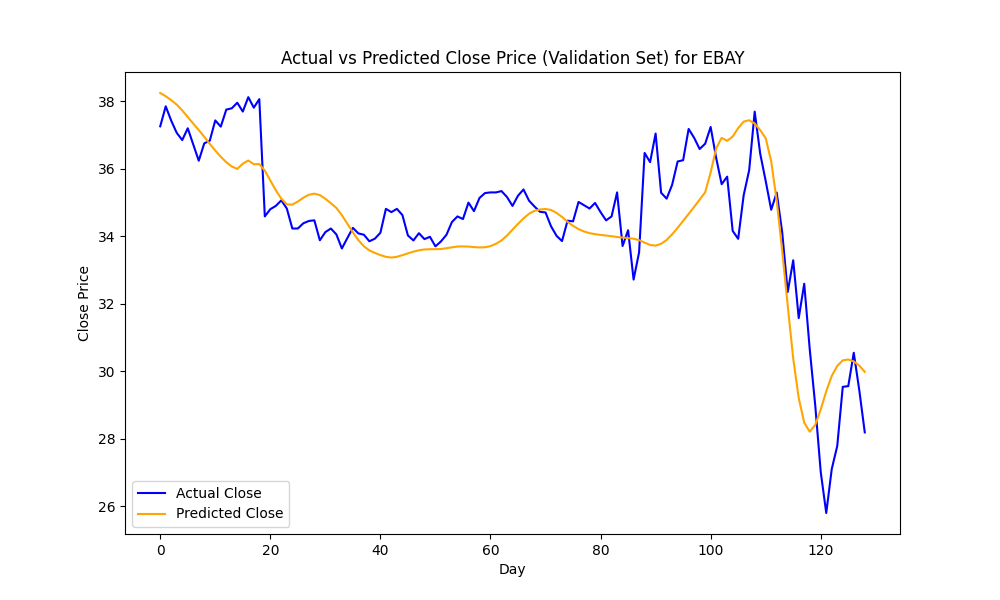 Actual vs Predicted Close Price (Validation Set) for EBAY
Close Price
38
36
34
32
30
28
26
Actual Close
Predicted Close
0 20 40 60 80 100 120
Day